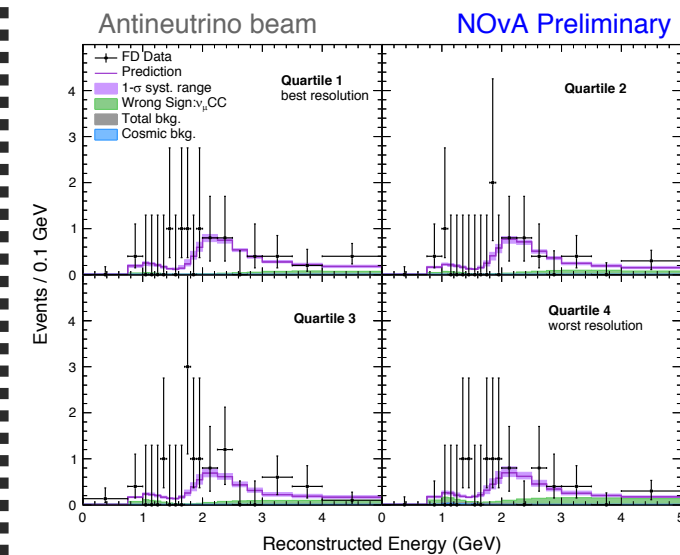 Antineutrino beam
NOvA Preliminary
FD Data
Prediction
1-σ syst. range
Wrong Sign:νμCC
Total bkg.
Cosmic bkg.
Quartile 1
best resolution
Quartile 2
Quartile 3
Quartile 4
worst resolution
Events / 0.1 GeV
4
3
2
1
0
4
3
2
1
0
0 1 2 3 4 0 1 2 3 4 5
Reconstructed Energy (GeV)